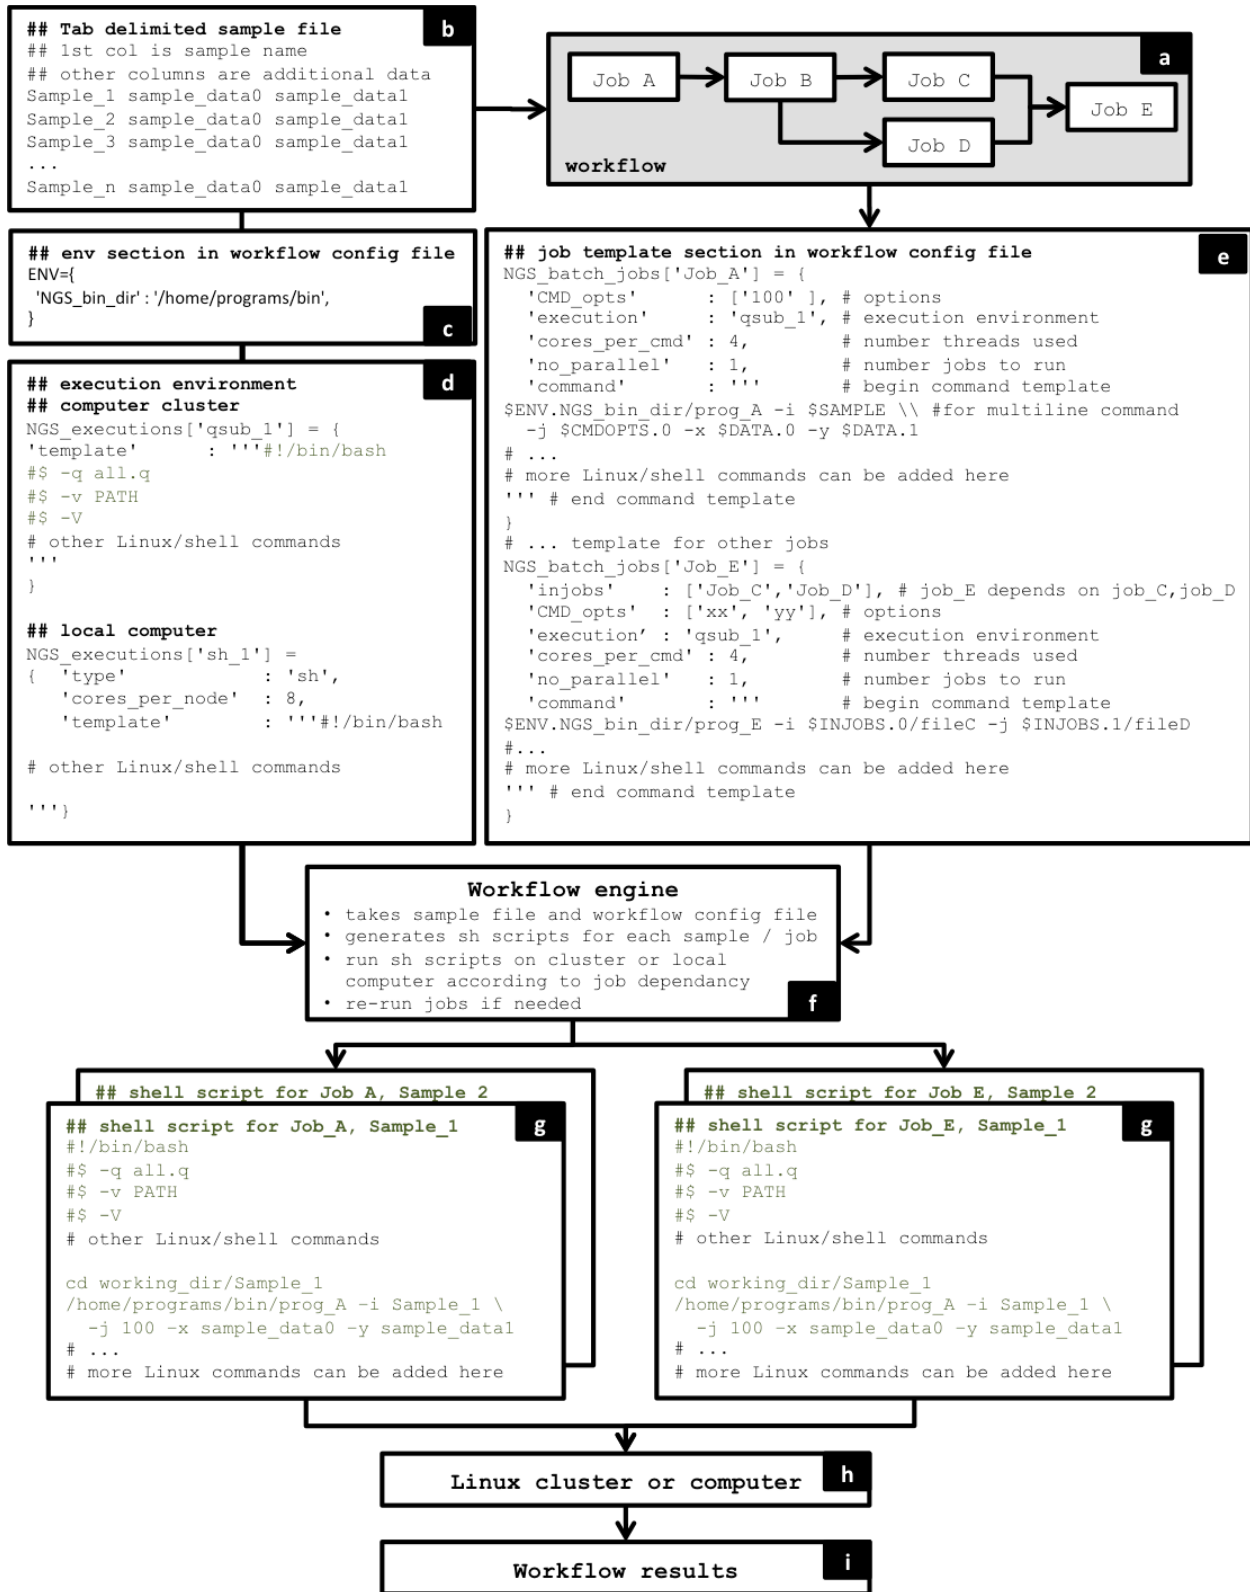 ## Tab delimited sample file
b
## 1st col is sample name
## other columns are additional data
Sample_1 sample_data0 sample_data1
Sample_2 sample_data0 sample_data1
Sample_3 sample_data0 sample_data1
...
Sample_n sample_data0 sample_data1
a
Job A
Job B
Job C
Job E
Job D
workflow
## env section in workflow config file
ENV={
'NGS_bin_dir' : '/home/programs/bin',
}
c
## execution environment
d
## computer cluster
NGS_executions['qsub_1'] = {
'template'     : '''#!/bin/bash
#$ -q all.q
#$ -v PATH
#$ -V
# other Linux/shell commands
'''
}
## local computer
NGS_executions['sh_1'] =
{  'type'         : 'sh',
'cores_per_node'  : 8,
'template'        : '''#!/bin/bash
# other Linux/shell commands
'''}
## job template section in workflow config file
e
NGS_batch_jobs['Job_A'] = {
'CMD_opts'      : ['100' ], # options
'execution'     : 'qsub_1', # execution environment
'cores_per_cmd' : 4,        # number threads used
'no_parallel'   : 1,        # number jobs to run
'command'       : '''       # begin command template
$ENV.NGS_bin_dir/prog_A -i $SAMPLE \\ #for multiline command
-j $CMDOPTS.0 -x $DATA.0 -y $DATA.1
# ...
# more Linux/shell commands can be added here
''' # end command template
}
# ... template for other jobs
NGS_batch_jobs['Job_E'] = {
'injobs'    : ['Job_C','Job_D'], # job_E depends on job_C,job_D
'CMD_opts'  : ['xx', 'yy'], # options
'execution’ : 'qsub_1',     # execution environment
'cores_per_cmd' : 4,        # number threads used
'no_parallel'   : 1,        # number jobs to run
'command'       : '''       # begin command template
$ENV.NGS_bin_dir/prog_E -i $INJOBS.0/fileC -j $INJOBS.1/fileD
#...
# more Linux/shell commands can be added here
''' # end command template
}
Workflow engine
• takes sample file and workflow config file
• generates sh scripts for each sample / job
• run sh scripts on cluster or local
computer according to job dependancy
• re-run jobs if needed
f
## shell script for Job A, Sample 2
## shell script for Job_A, Sample_1
g
#!/bin/bash
#$ -q all.q
#$ -v PATH
#$ -V
# other Linux/shell commands
cd working_dir/Sample_1
/home/programs/bin/prog_A –i Sample_1 \
-j 100 –x sample_data0 –y sample_data1
# ...
# more Linux commands can be added here
## shell script for Job E, Sample 2
## shell script for Job_E, Sample_1
g
#!/bin/bash
#$ -q all.q
#$ -v PATH
#$ -V
# other Linux/shell commands
cd working_dir/Sample_1
/home/programs/bin/prog_A –i Sample_1 \
-j 100 –x sample_data0 –y sample_data1
# ...
# more Linux commands can be added here
Linux cluster or computer
h
Workflow results
i